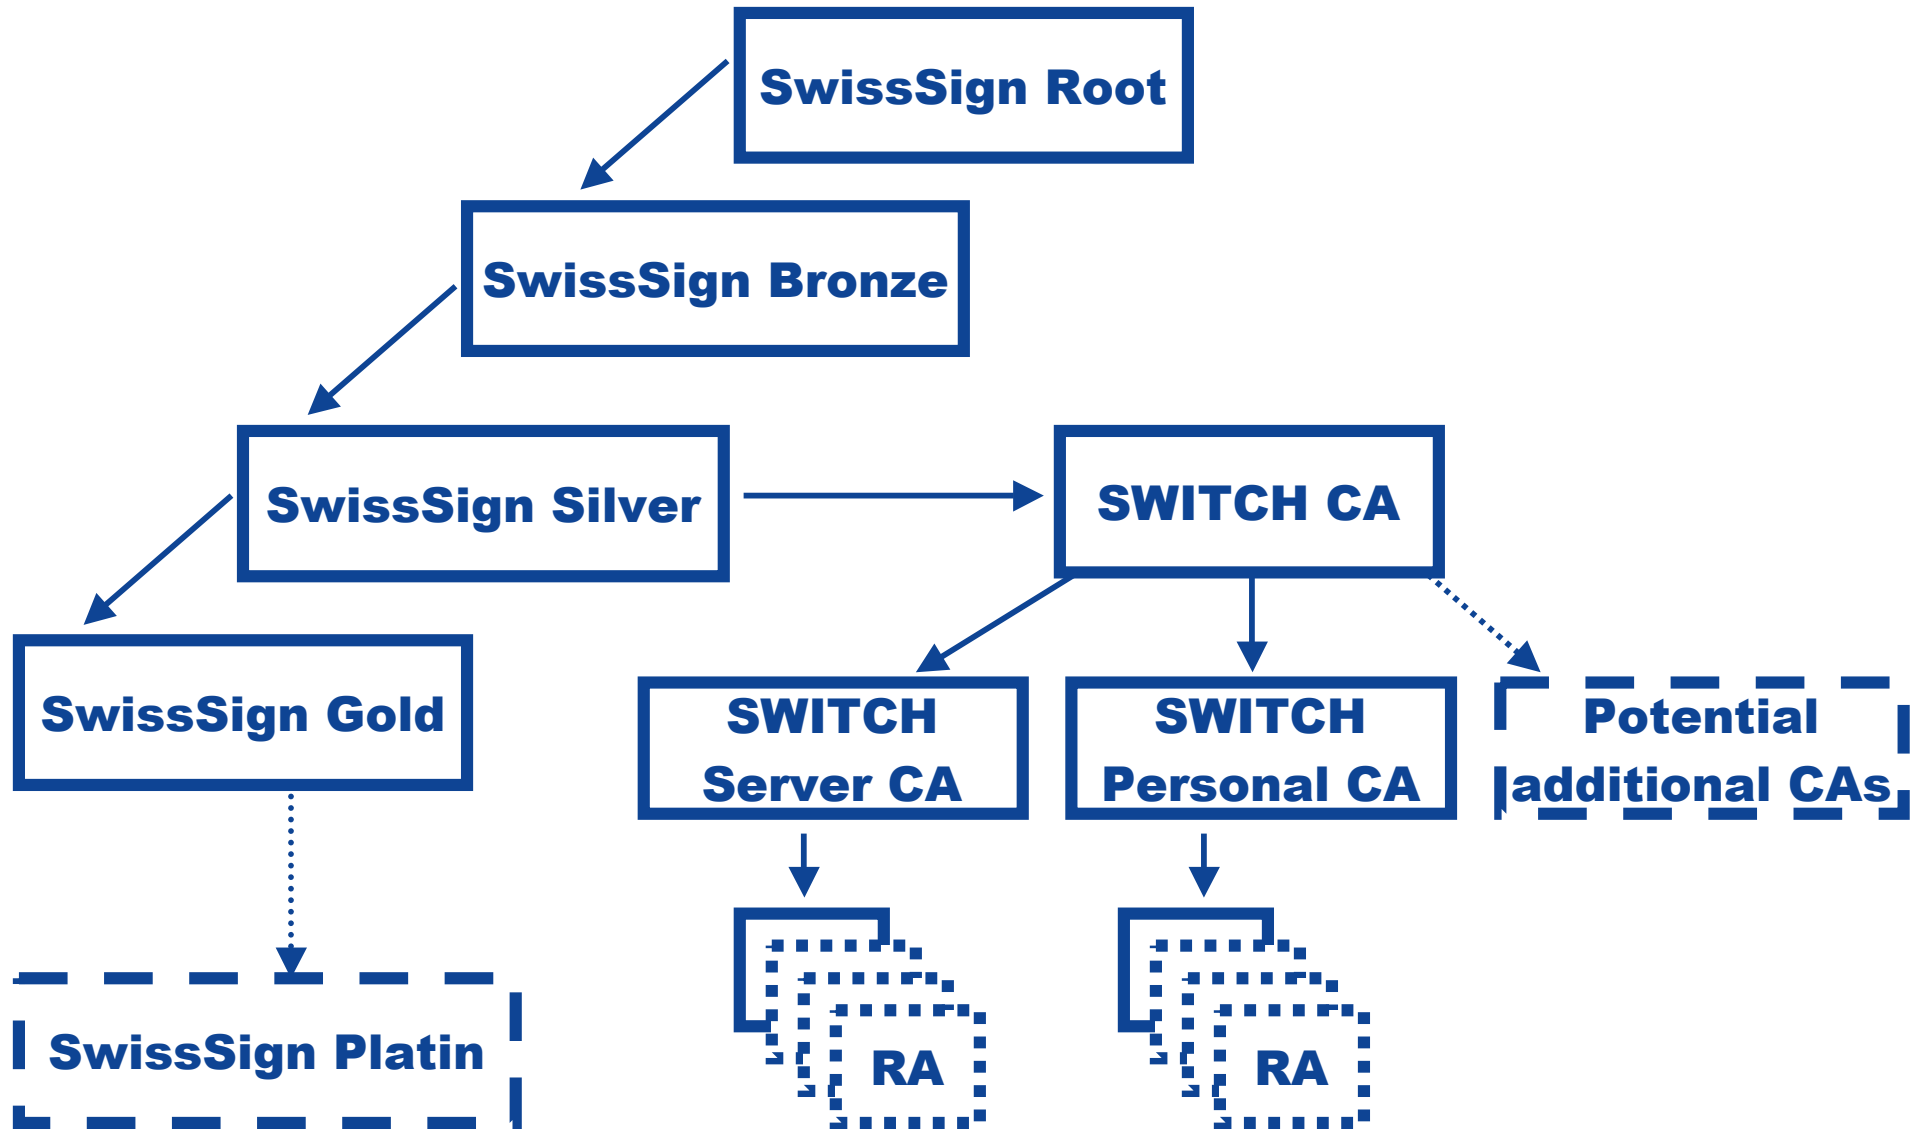 SwissSign Root
SwissSign Bronze
SwissSign Silver
SWITCH CA
SwissSign Gold
SWITCH
Server CA
SWITCH
Personal CA
Potential
additional CAs
SwissSign Platin
RA
RA